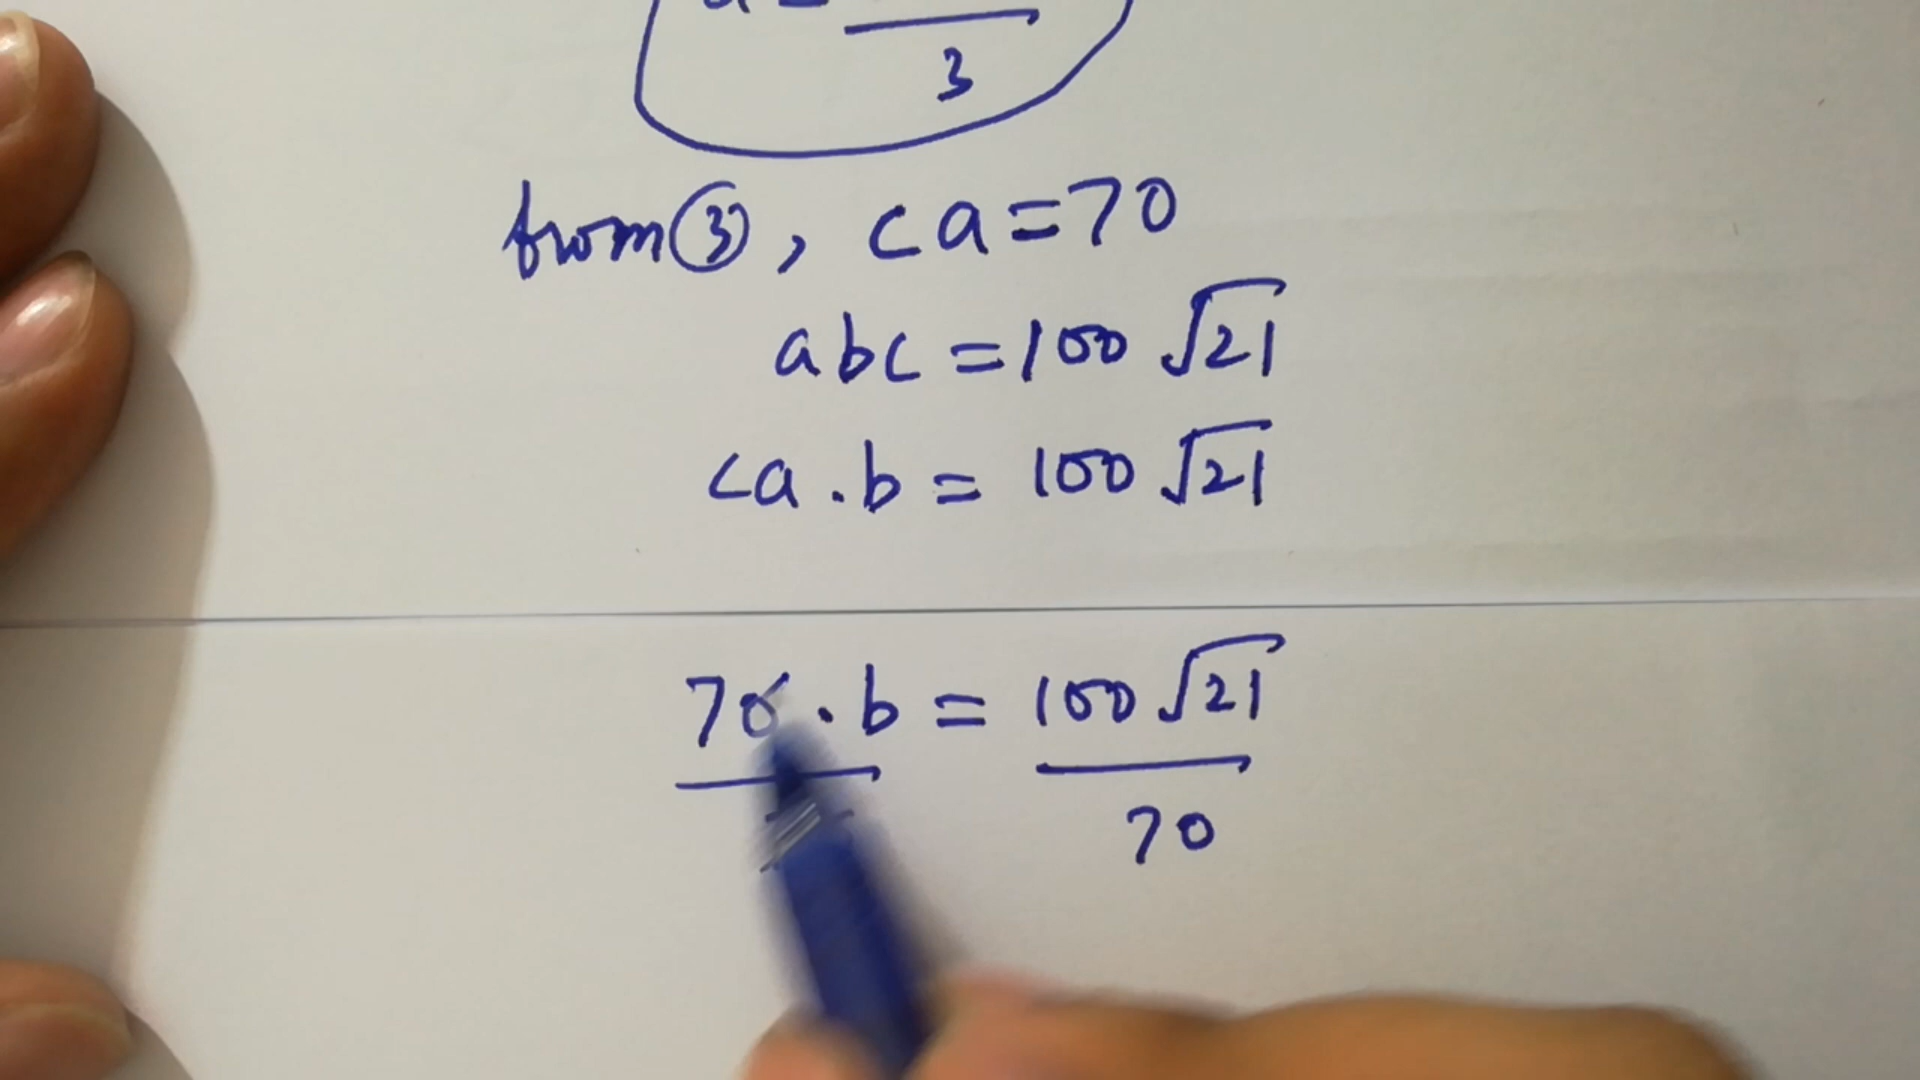 a = 
3
from ③, ca=70
abc = 100 √21
ca . b = 100 √21
70 . b = 100 √21
70